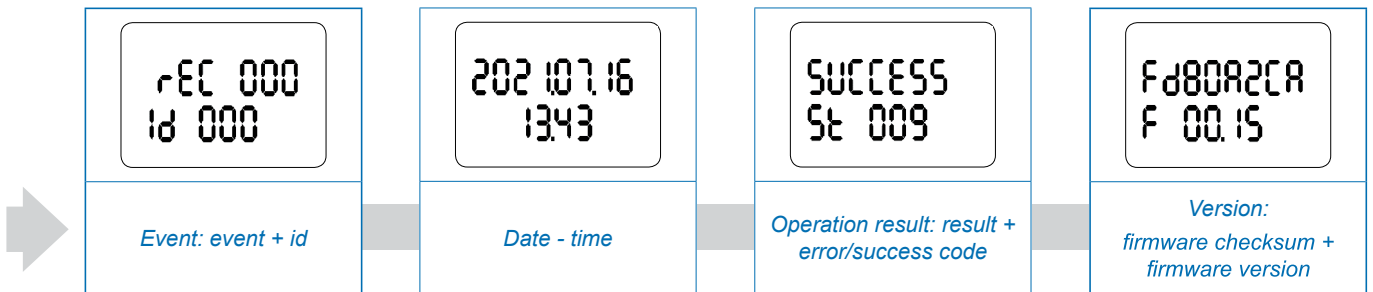 rEC 000
Id 000
Event: event + id
2021.07.16
13.43
Date - time
SUCCESS
St 009
Operation result: result +
error/success code
Fd80A2CA
F 00.15
Version:
firmware checksum +
firmware version